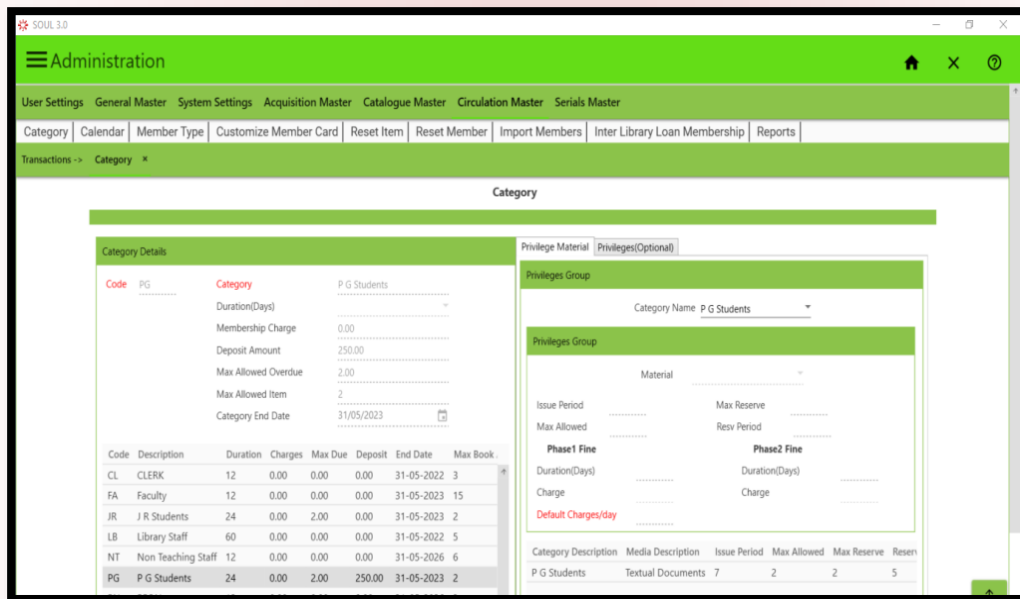 SOUL 3.0
Administration
User Settings General Master System Settings Acquisition Master Catalogue Master Circulation Master Serials Master
Category Calendar Member Type Customize Member Card Reset Item Reset Member Import Members Inter Library Loan Membership Reports
Transactions -> Category ×
Category
Category Details
Code PG Category P G Students
Duration(Days)
Membership Charge 0.00
Deposit Amount 250.00
Max Allowed Overdue 2.00
Max Allowed Item 2
Category End Date 31/05/2023
Code Description Duration Charges Max Due Deposit End Date Max Book
CL CLERK 12 0.00 0.00 0.00 31-05-2022 3
FA Faculty 12 0.00 0.00 0.00 31-05-2023 15
JR J R Students 24 0.00 2.00 0.00 31-05-2023 2
LB Library Staff 60 0.00 0.00 0.00 31-05-2022 5
NT Non Teaching Staff 12 0.00 0.00 0.00 31-05-2026 6
PG P G Students 24 0.00 2.00 250.00 31-05-2023 2
Privilege Material Privileges(Optional)
Privileges Group
Category Name P G Students
Privileges Group
Material
Issue Period Max Reserve
Max Allowed Resv Period
Phase1 Fine Phase2 Fine
Duration(Days) Duration(Days)
Charge Charge
Default Charges/day
Category Description Media Description Issue Period Max Allowed Max Reserve Reserv
P G Students Textual Documents 7 2 2 5